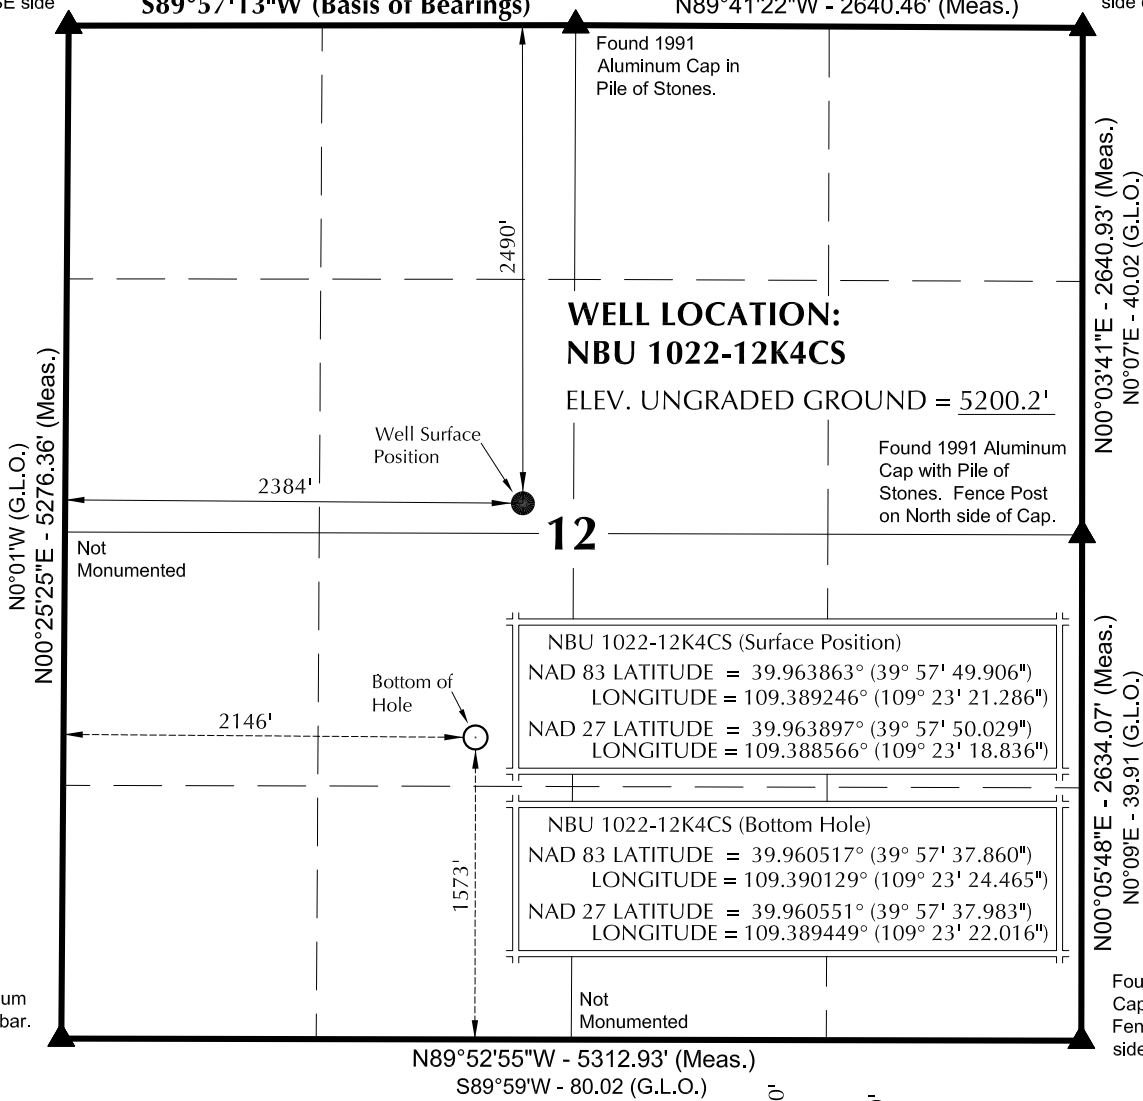 SE side
S89°57'13"W (Basis of Bearings)
N89°41'22"W - 2640.46' (Meas.)
side
Found 1991
Aluminum Cap in
Pile of Stones.
2490'
WELL LOCATION:
NBU 1022-12K4CS
ELEV. UNGRADED GROUND = 5200.2'
N00°03'41"E - 2640.93' (Meas.)
N0°07'E - 40.02 (G.L.O.)
N0°01'W (G.L.O.)
N00°25'25"E - 5276.36' (Meas.)
Well Surface
Position
2384'
Found 1991 Aluminum
Cap with Pile of
Stones. Fence Post
on North side of Cap.
12
Not
Monumented
NBU 1022-12K4CS (Surface Position)
NAD 83 LATITUDE = 39.963863° (39° 57' 49.906")
LONGITUDE = 109.389246° (109° 23' 21.286")
NAD 27 LATITUDE = 39.963897° (39° 57' 50.029")
LONGITUDE = 109.388566° (109° 23' 18.836")
Bottom of
Hole
2146'
1573'
NBU 1022-12K4CS (Bottom Hole)
NAD 83 LATITUDE = 39.960517° (39° 57' 37.860")
LONGITUDE = 109.390129° (109° 23' 24.465")
NAD 27 LATITUDE = 39.960551° (39° 57' 37.983")
LONGITUDE = 109.389449° (109° 23' 22.016")
N00°05'48"E - 2634.07' (Meas.)
N0°09'E - 39.91 (G.L.O.)
um
bar.
Not
Monumented
Fou
Cap
Fen
side
N89°52'55"W - 5312.93' (Meas.)
S89°59'W - 80.02 (G.L.O.)